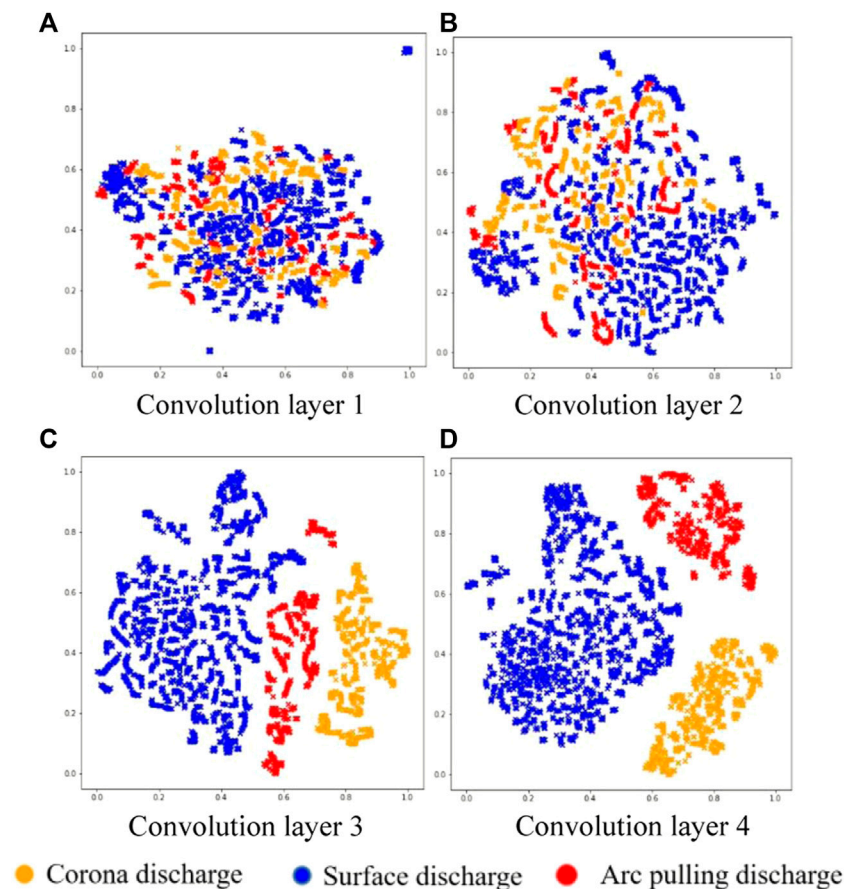 A
B
1.0
0.8
0.6
0.4
0.2
0.0
0.0 0.2 0.4 0.6 0.8 1.0
1.0
0.8
0.6
0.4
0.2
0.0
0.0 0.2 0.4 0.6 0.8 1.0
Convolution layer 1
Convolution layer 2
C
D
1.0
0.8
0.6
0.4
0.2
0.0
0.0 0.2 0.4 0.6 0.8 1.0
1.0
0.8
0.6
0.4
0.2
0.0
0.0 0.2 0.4 0.6 0.8 1.0
Convolution layer 3
Convolution layer 4
Corona discharge Surface discharge Arc pulling discharge